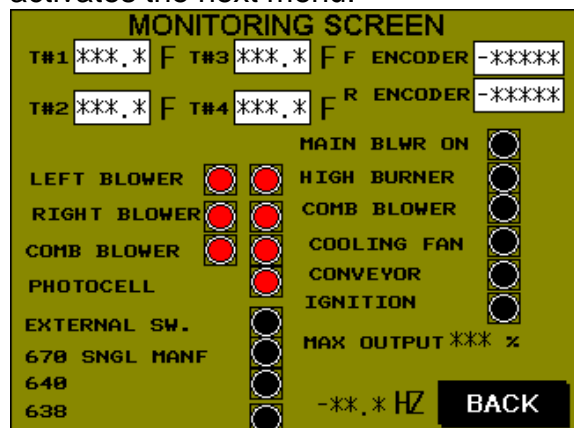 activates the next menu.
MONITORING SCREEN
T#1 ***.* F T#3 ***.* F F ENCODER -*****
T#2 ***.* F T#4 ***.* F R ENCODER -*****
MAIN BLWR ON
LEFT BLOWER HIGH BURNER
RIGHT BLOWER COMB BLOWER
COMB BLOWER COOLING FAN
PHOTOCELL CONVEYOR
IGNITION
EXTERNAL SW.
670 SNGL MANF MAX OUTPUT *** %
640
638 -**.* HZ BACK